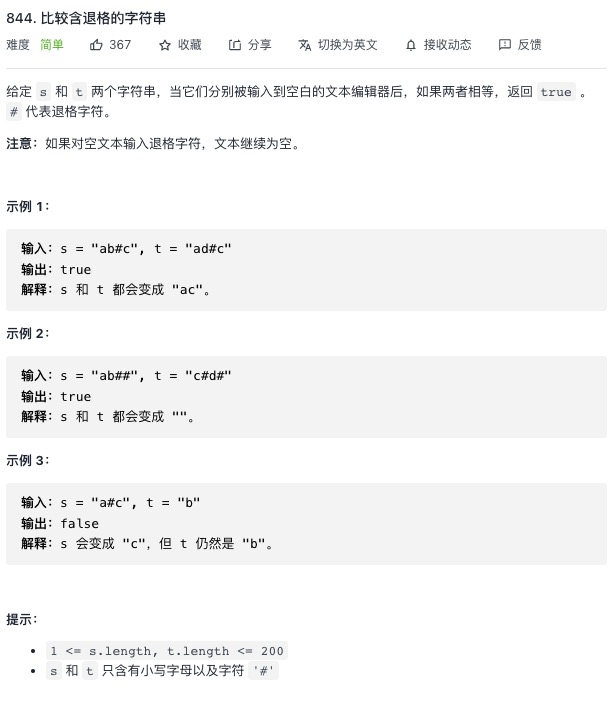 844. 比较含退格的字符串
难度 简单 367 收藏 分享 切换为英文 接收动态 反馈
给定 s 和 t 两个字符串，当它们分别被输入到空白的文本编辑器后，如果两者相等，返回 true 。
# 代表退格字符。
注意：如果对空文本输入退格字符，文本继续为空。
示例 1：
输入：s = "ab#c", t = "ad#c"
输出：true
解释：s 和 t 都会变成 "ac"。
示例 2：
输入：s = "ab##", t = "c#d#"
输出：true
解释：s 和 t 都会变成 ""。
示例 3：
输入：s = "a#c", t = "b"
输出：false
解释：s 会变成 "c"，但 t 仍然是 "b"。
提示：
• 1 <= s.length, t.length <= 200
• s 和 t 只含有小写字母以及字符 '#'